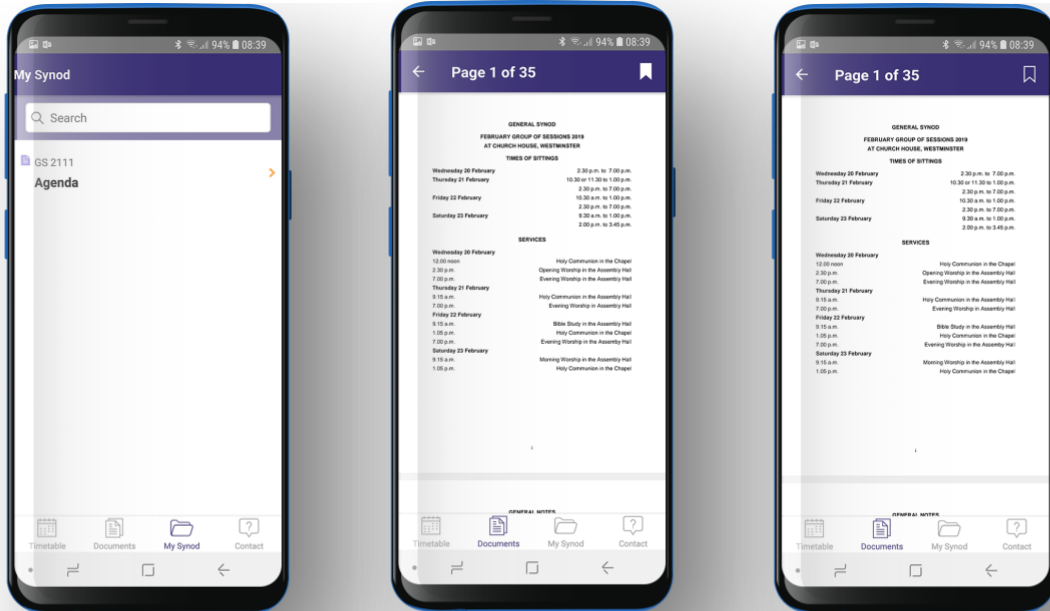 94% 08:39
My Synod
Search
GS 2111
Agenda
Timetable Documents My Synod Contact
94% 08:39
Page 1 of 35
GENERAL SYNOD
FEBRUARY GROUP OF SESSIONS 2019
AT CHURCH HOUSE, WESTMINSTER
TIMES OF SITTINGS
Wednesday 20 February 2.30 p.m. to 7.00 p.m.
Thursday 21 February 10.30 or 11.30 to 1.00 p.m.
2.30 p.m. to 7.00 p.m.
Friday 22 February 10.30 a.m. to 1.00 p.m.
2.30 p.m. to 7.00 p.m.
Saturday 23 February 9.30 a.m. to 1.00 p.m.
2.00 p.m. to 3.45 p.m.
SERVICES
Wednesday 20 February
12.00 noon Holy Communion in the Chapel
2.30 p.m. Opening Worship in the Assembly Hall
7.00 p.m. Evening Worship in the Assembly Hall
Thursday 21 February
9.15 a.m. Holy Communion in the Assembly Hall
7.00 p.m. Evening Worship in the Assembly Hall
Friday 22 February
9.15 a.m. Bible Study in the Assembly Hall
1.05 p.m. Holy Communion in the Chapel
7.00 p.m. Evening Worship in the Assembly Hall
Saturday 23 February
9.15 a.m. Morning Worship in the Assembly Hall
1.05 p.m. Holy Communion in the Chapel
i
GENERAL NOTES
Timetable Documents My Synod Contact
94% 08:39
Page 1 of 35
GENERAL SYNOD
FEBRUARY GROUP OF SESSIONS 2019
AT CHURCH HOUSE, WESTMINSTER
TIMES OF SITTINGS
Wednesday 20 February 2.30 p.m. to 7.00 p.m.
Thursday 21 February 10.30 or 11.30 to 1.00 p.m.
2.30 p.m. to 7.00 p.m.
Friday 22 February 10.30 a.m. to 1.00 p.m.
2.30 p.m. to 7.00 p.m.
Saturday 23 February 9.30 a.m. to 1.00 p.m.
2.00 p.m. to 3.45 p.m.
SERVICES
Wednesday 20 February
12.00 noon Holy Communion in the Chapel
2.30 p.m. Opening Worship in the Assembly Hall
7.00 p.m. Evening Worship in the Assembly Hall
Thursday 21 February
9.15 a.m. Holy Communion in the Assembly Hall
7.00 p.m. Evening Worship in the Assembly Hall
Friday 22 February
9.15 a.m. Bible Study in the Assembly Hall
1.05 p.m. Holy Communion in the Chapel
7.00 p.m. Evening Worship in the Assembly Hall
Saturday 23 February
9.15 a.m. Morning Worship in the Assembly Hall
1.05 p.m. Holy Communion in the Chapel
i
GENERAL NOTES
Timetable Documents My Synod Contact